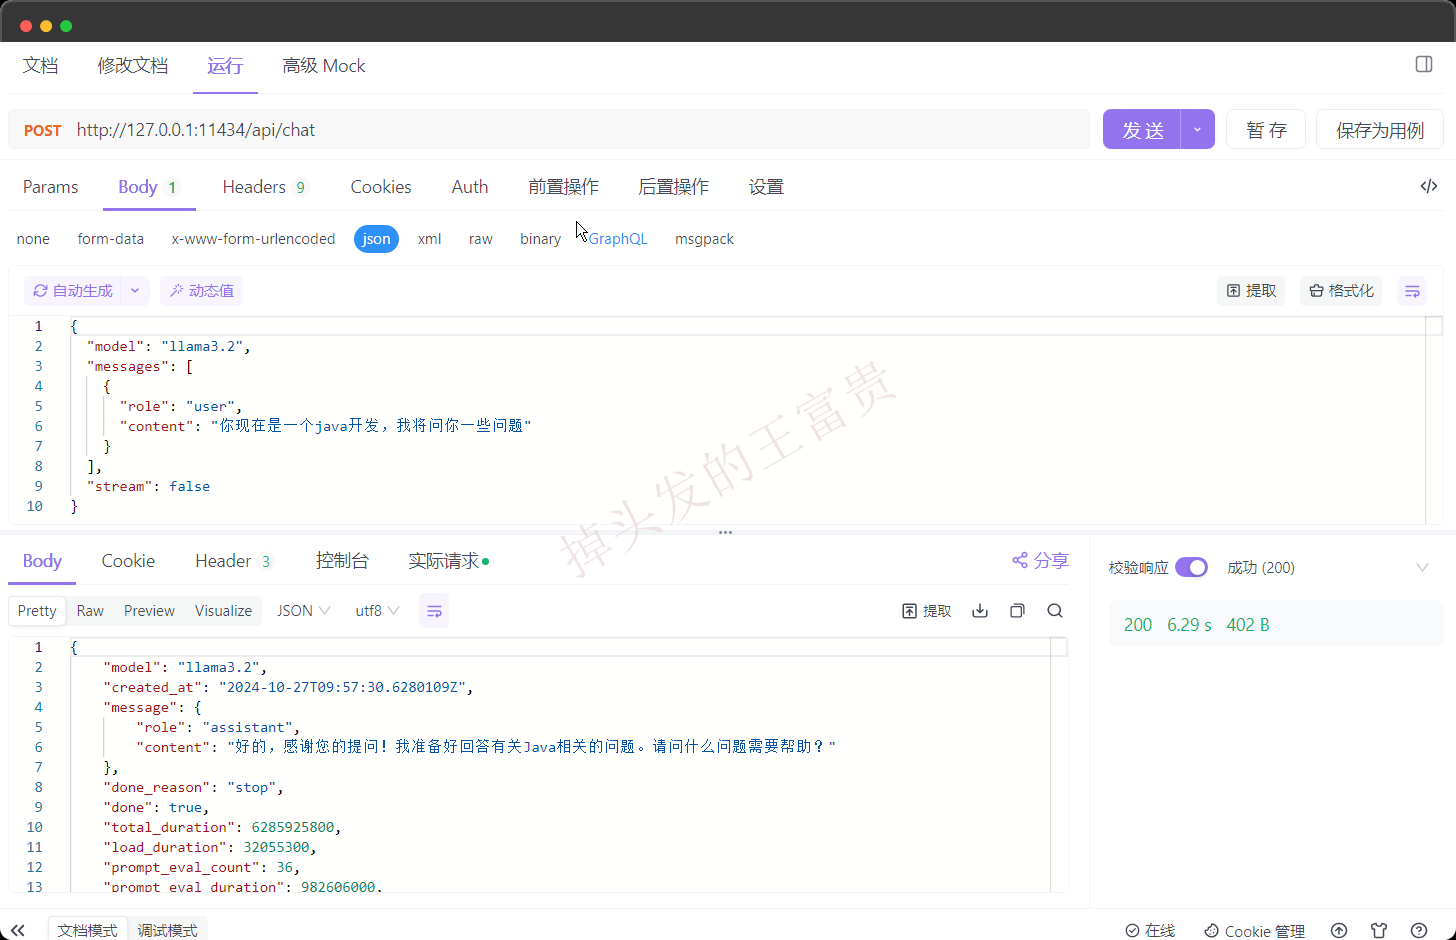 文档 修改文档 运行 高级 Mock
POST http://127.0.0.1:11434/api/chat 发 送 暂 存 保存为用例
Params Body 1 Headers 9 Cookies Auth 前置操作 后置操作 设置
none form-data x-www-form-urlencoded json xml raw binary GraphQL msgpack
自动生成 动态值 提取 格式化
1 {
2 "model": "llama3.2",
3 "messages": [
4 {
5 "role": "user",
6 "content": "你现在是一个java开发，我将问你一些问题"
7 }
8 ],
9 "stream": false
10 }
掉头发的王富贵
Body Cookie Header 3 控制台 实际请求 分享
校验响应 成功 (200)
Pretty Raw Preview Visualize JSON utf8 提取
200 6.29 s 402 B
1 {
2 "model": "llama3.2",
3 "created_at": "2024-10-27T09:57:30.6280109Z",
4 "message": {
5 "role": "assistant",
6 "content": "好的，感谢您的提问！我准备好回答有关Java相关的问题。请问什么问题需要帮助？"
7 },
8 "done_reason": "stop",
9 "done": true,
10 "total_duration": 6285925800,
11 "load_duration": 32055300,
12 "prompt_eval_count": 36,
13 "prompt_eval_duration": 982606000,
文档模式 调试模式 在线 Cookie 管理